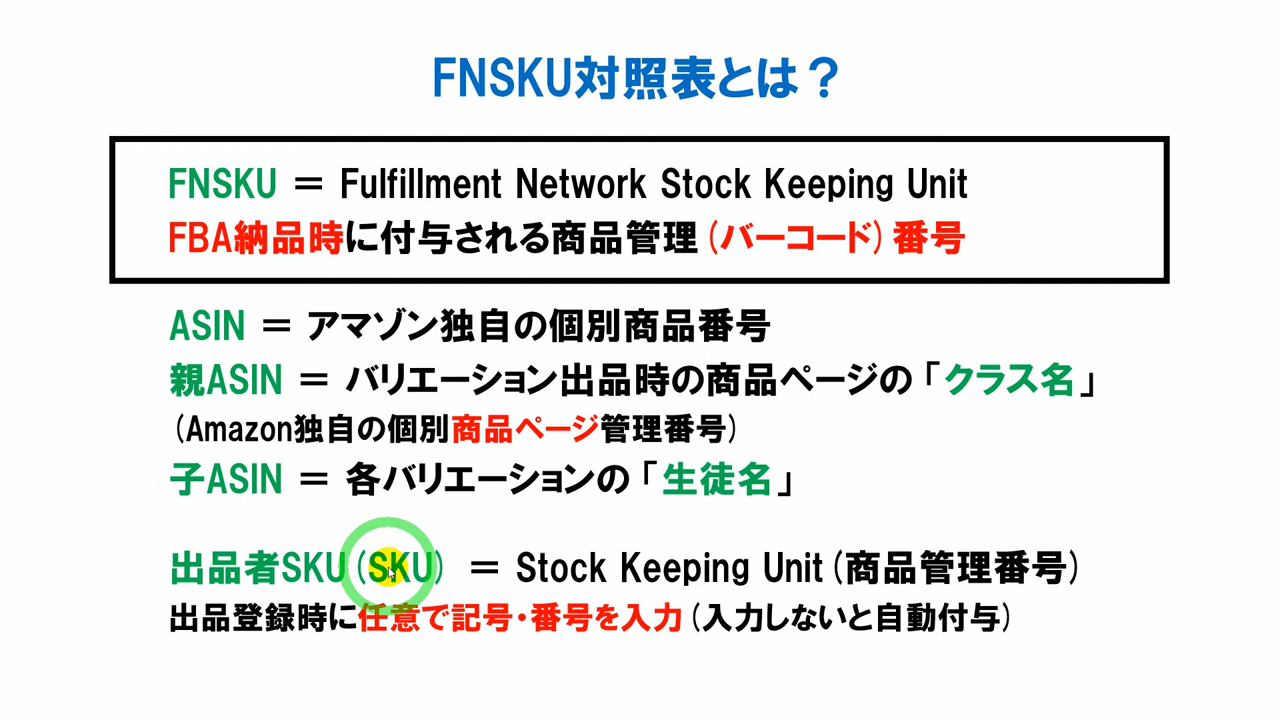 FNSKU対照表とは？
FNSKU ＝ Fulfillment Network Stock Keeping Unit
FBA納品時に付与される商品管理（バーコード）番号
ASIN ＝ アマゾン独自の個別商品番号
親ASIN ＝ バリエーション出品時の商品ページの「クラス名」
（Amazon独自の個別商品ページ管理番号）
子ASIN ＝ 各バリエーションの「生徒名」
出品者SKU（SKU） ＝ Stock Keeping Unit（商品管理番号）
出品登録時に任意で記号・番号を入力（入力しないと自動付与）